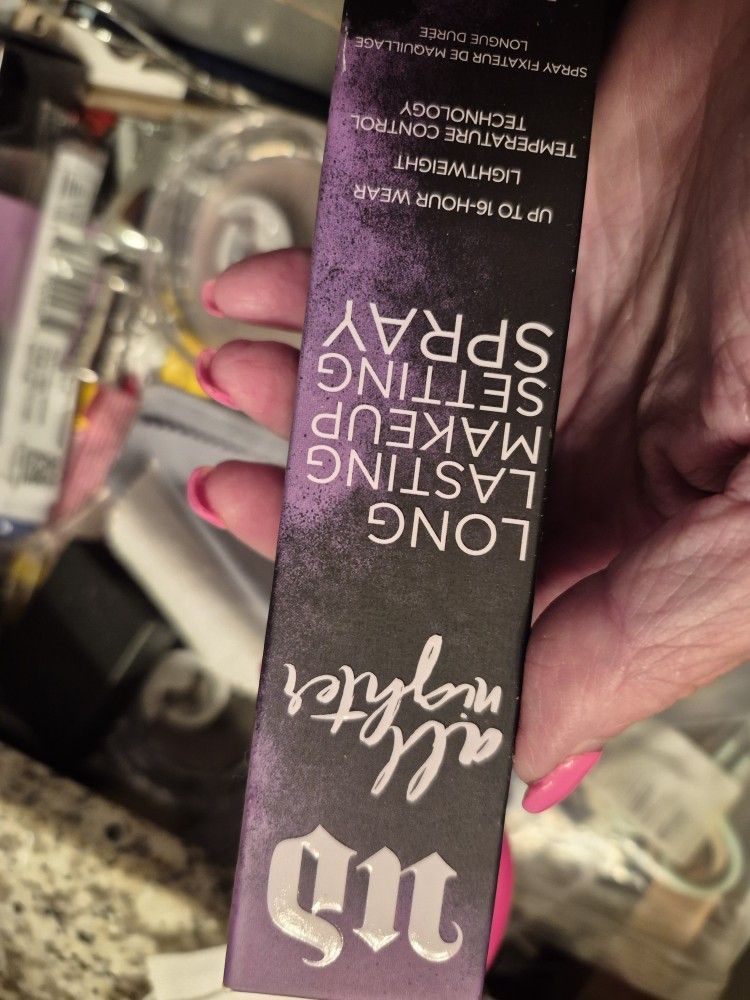 UD
all
nighter
LONG
LASTING
MAKEUP
SETTING
SPRAY
UP TO 16-HOUR WEAR
LIGHTWEIGHT
TEMPERATURE CONTROL
TECHNOLOGY
SPRAY FIXATEUR DE MAQUILLAGE
LONGUE DURÉE